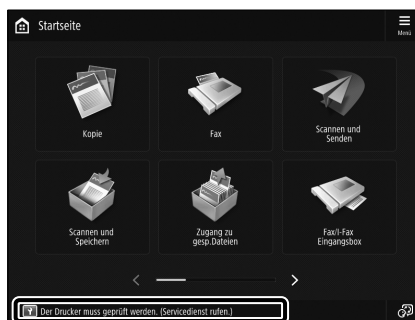 Startseite
Menü
Kopie
Fax
Scannen und
Senden
Scannen und
Speichern
Zugang zu
gesp.Dateien
Fax/I-Fax
Eingangsbox
Der Drucker muss geprüft werden. (Servicedienst rufen.)